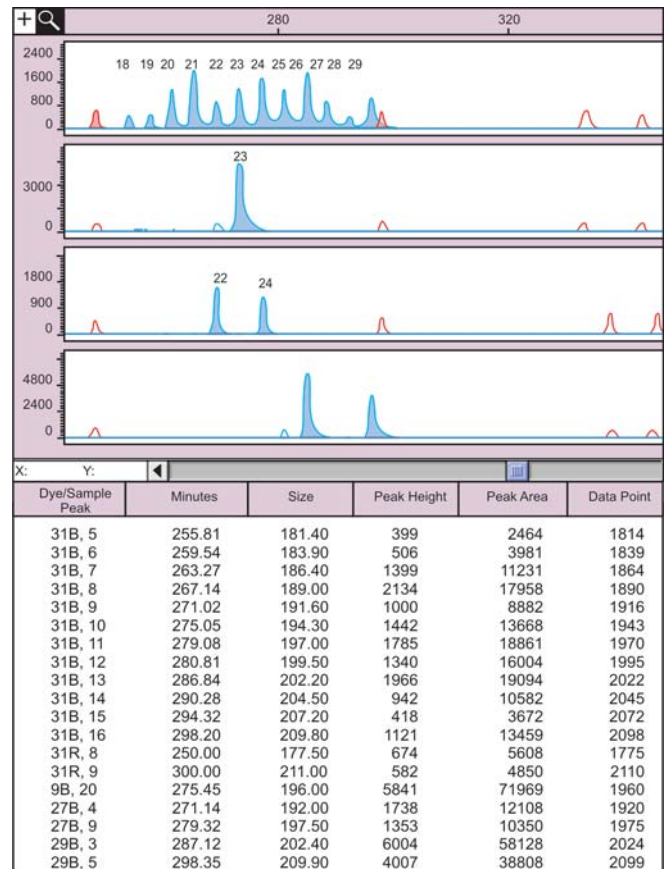 280 320
2400
1600
800
0
18 19 20 21 22 23 24 25 26 27 28 29
3000
0
23
1800
900
0
22 24
4800
2400
0
X: Y:
Dye/Sample Peak Minutes Size Peak Height Peak Area Data Point
31B, 5 255.81 181.40 399 2464 1814
31B, 6 259.54 183.90 506 3981 1839
31B, 7 263.27 186.40 1399 11231 1864
31B, 8 267.14 189.00 2134 17958 1890
31B, 9 271.02 191.60 1000 8882 1916
31B, 10 275.05 194.30 1442 13668 1943
31B, 11 279.08 197.00 1785 18861 1970
31B, 12 280.81 199.50 1340 16004 1995
31B, 13 286.84 202.20 1966 19094 2022
31B, 14 290.28 204.50 942 10582 2045
31B, 15 294.32 207.20 418 3672 2072
31B, 16 298.20 209.80 1121 13459 2098
31R, 8 250.00 177.50 674 5608 1775
31R, 9 300.00 211.00 582 4850 2110
9B, 20 275.45 196.00 5841 71969 1960
27B, 4 271.14 192.00 1738 12108 1920
27B, 9 279.32 197.50 1353 10350 1975
29B, 3 287.12 202.40 6004 58128 2024
29B, 5 298.35 209.90 4007 38808 2099